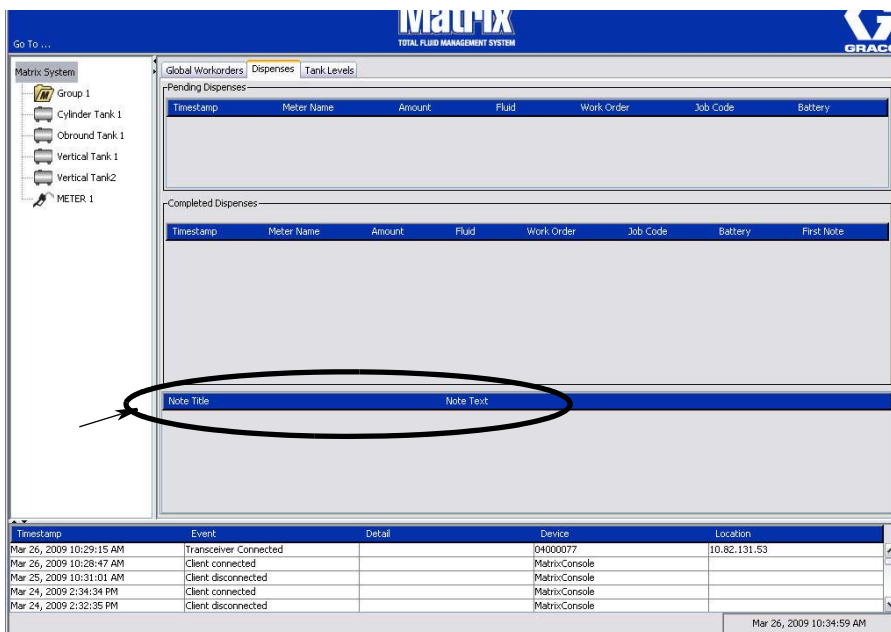 Matrix
TOTAL FLUID MANAGEMENT SYSTEM
GRACO
Go To ...
Matrix System
Group 1
Cylinder Tank 1
Obround Tank 1
Vertical Tank 1
Vertical Tank2
METER 1
Global Workorders Dispenses Tank Levels
Pending Dispenses
Timestamp Meter Name Amount Fluid Work Order Job Code Battery
Completed Dispenses
Timestamp Meter Name Amount Fluid Work Order Job Code Battery First Note
Note Title Note Text
Timestamp Event Detail Device Location
Mar 26, 2009 10:29:15 AM Transceiver Connected 04000077 10.82.131.53
Mar 26, 2009 10:28:47 AM Client connected MatrixConsole
Mar 25, 2009 10:31:01 AM Client disconnected MatrixConsole
Mar 24, 2009 2:34:34 PM Client connected MatrixConsole
Mar 24, 2009 2:32:35 PM Client disconnected MatrixConsole
Mar 26, 2009 10:34:59 AM